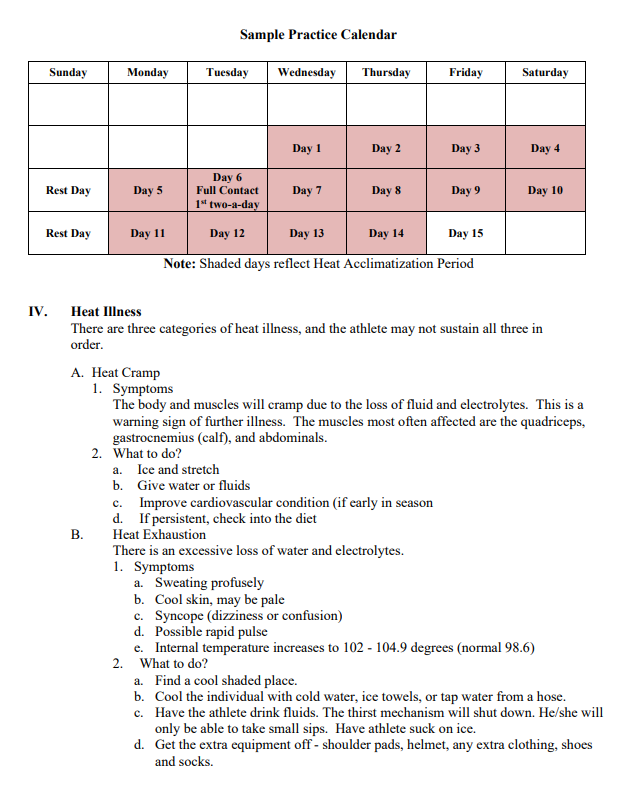 Sample Practice Calendar
Sunday Monday Tuesday Wednesday Thursday Friday Saturday
Day 1 Day 2 Day 3 Day 4
Rest Day Day 5 Day 6 Full Contact 1st two-a-day Day 7 Day 8 Day 9 Day 10
Rest Day Day 11 Day 12 Day 13 Day 14 Day 15
Note: Shaded days reflect Heat Acclimatization Period
IV. Heat Illness
There are three categories of heat illness, and the athlete may not sustain all three in
order.
A. Heat Cramp
1. Symptoms
The body and muscles will cramp due to the loss of fluid and electrolytes. This is a
warning sign of further illness. The muscles most often affected are the quadriceps,
gastrocnemius (calf), and abdominals.
2. What to do?
a. Ice and stretch
b. Give water or fluids
c. Improve cardiovascular condition (if early in season
d. If persistent, check into the diet
B. Heat Exhaustion
There is an excessive loss of water and electrolytes.
1. Symptoms
a. Sweating profusely
b. Cool skin, may be pale
c. Syncope (dizziness or confusion)
d. Possible rapid pulse
e. Internal temperature increases to 102 - 104.9 degrees (normal 98.6)
2. What to do?
a. Find a cool shaded place.
b. Cool the individual with cold water, ice towels, or tap water from a hose.
c. Have the athlete drink fluids. The thirst mechanism will shut down. He/she will
only be able to take small sips. Have athlete suck on ice.
d. Get the extra equipment off - shoulder pads, helmet, any extra clothing, shoes
and socks.